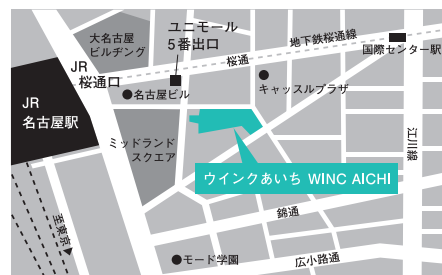 大名古屋
ビルヂング
ユニモール
5番出口
地下鉄桜通線
国際センター駅
JR
桜通口
桜通
名古屋ビル
キャッスルプラザ
JR
名古屋駅
ミッドランド
スクエア
江川線
ウインクあいち WINC AICHI
錦通
至東京
モード学園
広小路通